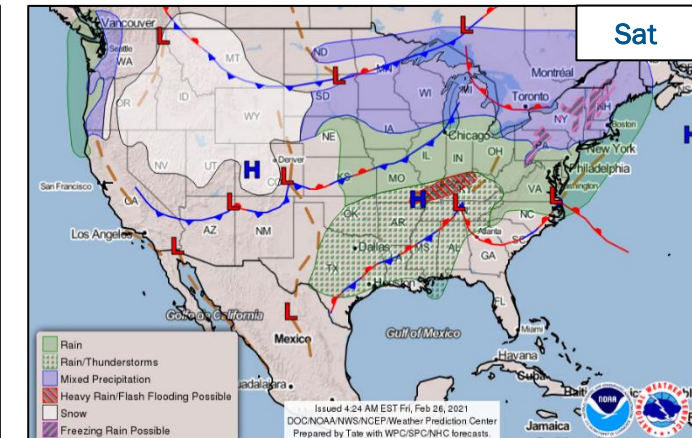 Sat
Vancouver
Seattle
WA
MT
ND
MN
Montréal
OR
ID
SD
WI
MI
Toronto
NH
WY
NY
Boston
IA
Chicago
PA
New York
NE
NV
UT
Denver
IL
IN
OH
Philadelphia
H
CO
San Francisco
KS
MO
VA
Washington
CA
OK
H
AR
NC
Los Angeles
AZ
NM
Atlanta
SC
Dallas
MS
AL
GA
TX
Houston
FL
Golfo de California
Gulf of Mexico
Miami
Mexico
Havana
Cuba
Jamaica
L
L
L
L
L
L
L
L
L
Rain
Rain/Thunderstorms
Mixed Precipitation
Heavy Rain/Flash Flooding Possible
Snow
Freezing Rain Possible
Issued 4:24 AM EST Fri, Feb 26, 2021
DOC/NOAA/NWS/NCEP/Weather Prediction Center
Prepared by Tate with WPC/SPC/NHC forecasts.
NOAA